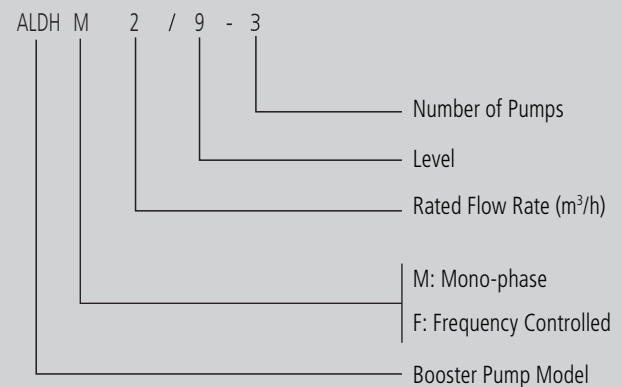 ALDH M 2 / 9 - 3
Number of Pumps
Level
Rated Flow Rate (m³/h)
M: Mono-phase
F: Frequency Controlled
Booster Pump Model